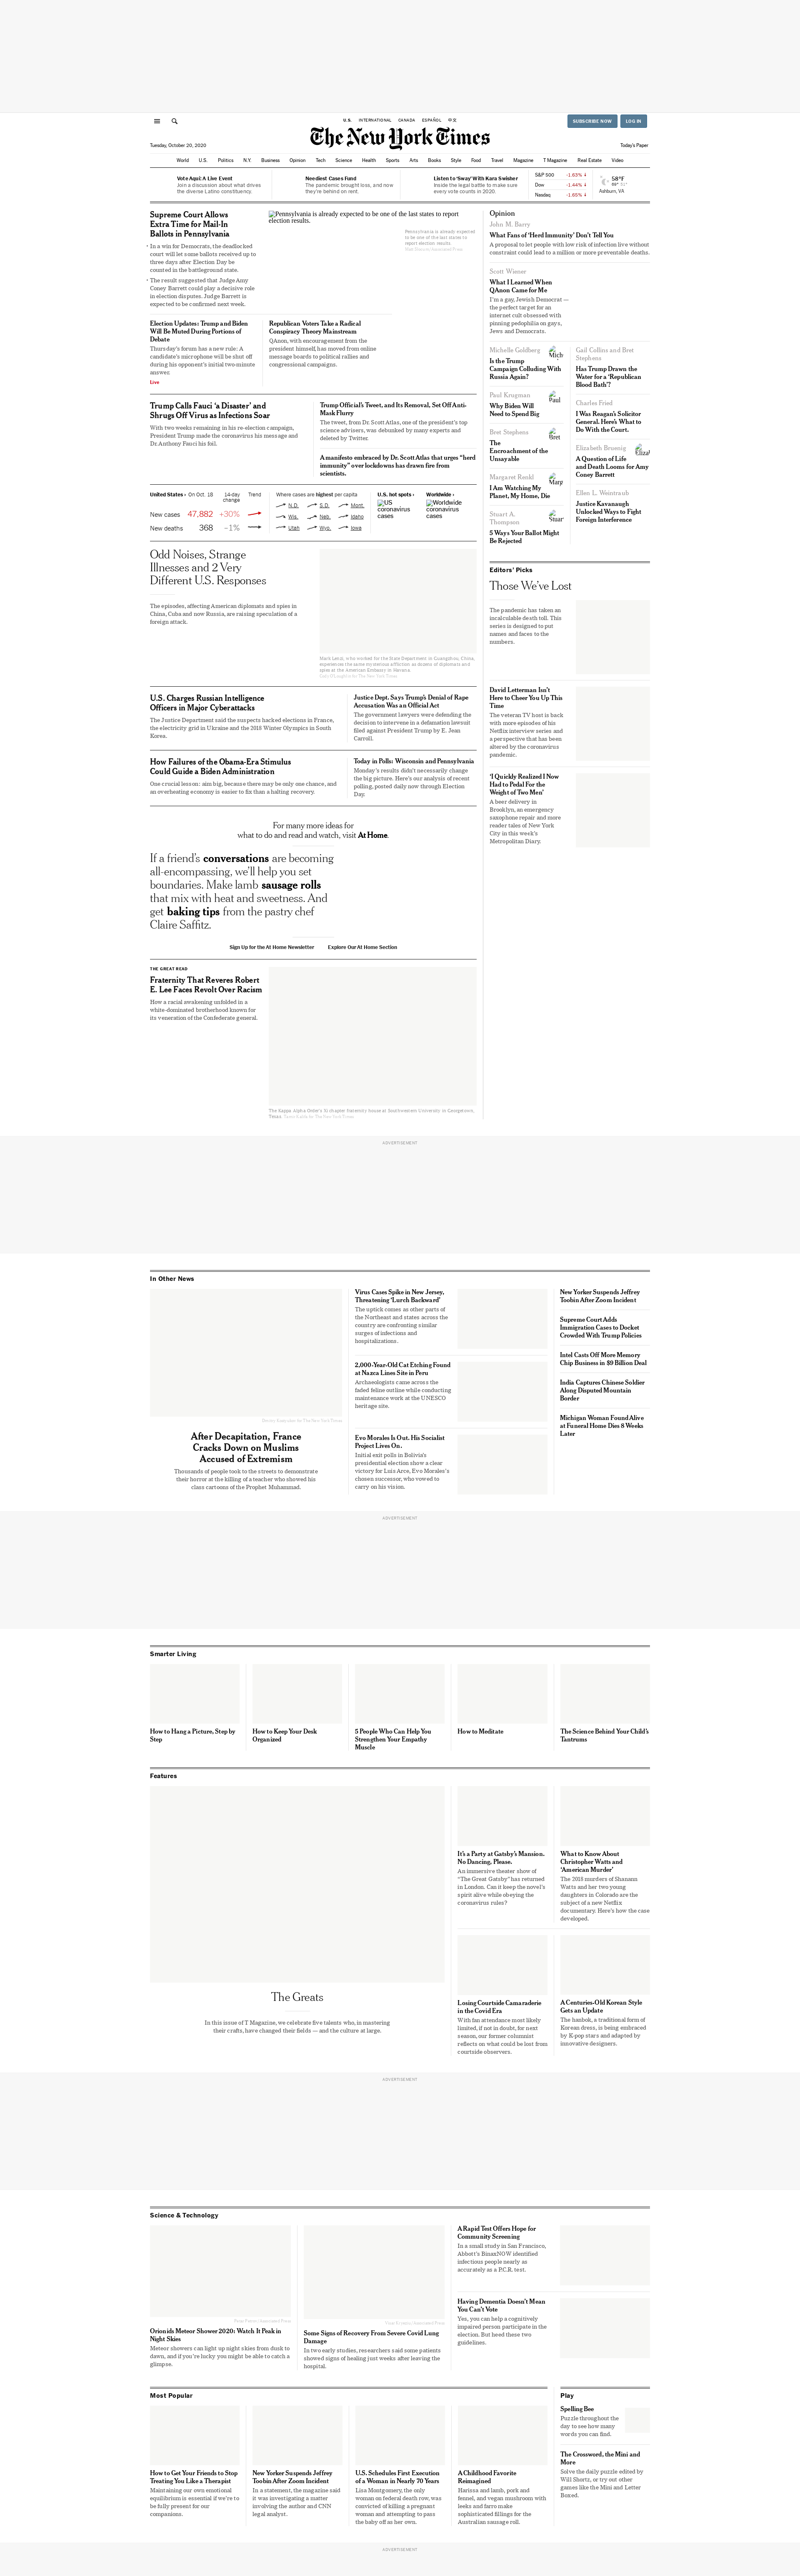 U.S. INTERNATIONAL CANADA ESPAÑOL 中文
SUBSCRIBE NOW LOG IN
The New York Times
Tuesday, October 20, 2020
Today's Paper
World U.S. Politics N.Y. Business Opinion Tech Science Health Sports Arts Books Style Food Travel Magazine T Magazine Real Estate Video
Vote Aquí: A Live Event
Join a discussion about what drives
the diverse Latino constituency.
Neediest Cases Fund
The pandemic brought loss, and now
they're behind on rent.
Listen to 'Sway' With Kara Swisher
Inside the legal battle to make sure
every vote counts in 2020.
S&P 500 -1.63%
Dow -1.44%
Nasdaq -1.65%
58°F
Ashburn, VA
Supreme Court Allows
Extra Time for Mail-In
Ballots in Pennsylvania
• In a win for Democrats, the deadlocked
court will let some ballots received up to
three days after Election Day be
counted in the battleground state.
• The result suggested that Judge Amy
Coney Barrett could play a decisive role
in election disputes. Judge Barrett is
expected to be confirmed next week.
Pennsylvania is already expected to be one of the last states to report
election results.
Pennsylvania is already expected
to be one of the last states to
report election results.
Election Updates: Trump and Biden
Will Be Muted During Portions of
Debate
Thursday's forum has a new rule: A
candidate's microphone will be shut off
during his opponent's initial two-minute
answer.
Live
Republican Voters Take a Radical
Conspiracy Theory Mainstream
QAnon, with encouragement from the
president himself, has moved from online
message boards to political rallies and
congressional campaigns.
Trump Calls Fauci 'a Disaster' and
Shrugs Off Virus as Infections Soar
With two weeks remaining in his re-election campaign,
President Trump made the coronavirus his message and
Dr. Anthony Fauci his foil.
Trump Official's Tweet, and Its Removal, Set Off Anti-
Mask Flurry
The tweet, from Dr. Scott Atlas, one of the president's top
science advisers, was debunked by many experts and
deleted by Twitter.
A manifesto embraced by Dr. Scott Atlas that urges "herd
immunity" over lockdowns has drawn fire from
scientists.
United States › On Oct. 18 14-day
change Trend
New cases 47,882 +30%
New deaths 368 –1%
Where cases are highest per capita
N.D. S.D. Mont.
Wis. Neb. Idaho
Utah Wyo. Iowa
U.S. hot spots ›
US
coronavirus
cases
Worldwide ›
Worldwide
coronavirus
cases
Odd Noises, Strange
Illnesses and 2 Very
Different U.S. Responses
The episodes, affecting American diplomats and spies in
China, Cuba and now Russia, are raising speculation of a
foreign attack.
Mark Lenzi, who worked for the State Department in Guangzhou, China,
experienced the same mysterious affliction as dozens of diplomats and
spies at the American Embassy in Havana.
U.S. Charges Russian Intelligence
Officers in Major Cyberattacks
The Justice Department said the suspects hacked elections in France,
the electricity grid in Ukraine and the 2018 Winter Olympics in South
Korea.
Justice Dept. Says Trump's Denial of Rape
Accusation Was an Official Act
The government lawyers were defending the
decision to intervene in a defamation lawsuit
filed against President Trump by E. Jean
Carroll.
How Failures of the Obama-Era Stimulus
Could Guide a Biden Administration
One crucial lesson: aim big, because there may be only one chance, and
an overheating economy is easier to fix than a halting recovery.
Today in Polls: Wisconsin and Pennsylvania
Monday's results didn't necessarily change
the big picture. Here's our analysis of recent
polling, posted daily now through Election
Day.
For many more ideas for
what to do and read and watch, visit At Home.
If a friend's conversations are becoming
all-encompassing, we'll help you set
boundaries. Make lamb sausage rolls
that mix with heat and sweetness. And
get baking tips from the pastry chef
Claire Saffitz.
Sign Up for the At Home Newsletter Explore Our At Home Section
THE GREAT READ
Fraternity That Reveres Robert
E. Lee Faces Revolt Over Racism
How a racial awakening unfolded in a
white-dominated brotherhood known for
its veneration of the Confederate general.
The Kappa Alpha Order's Xi chapter fraternity house at Southwestern University in Georgetown,
Texas.
Opinion
John M. Barry
What Fans of 'Herd Immunity' Don't Tell You
A proposal to let people with low risk of infection live without
constraint could lead to a million or more preventable deaths.
Scott Wiener
What I Learned When
QAnon Came for Me
I'm a gay, Jewish Democrat —
the perfect target for an
internet cult obsessed with
pinning pedophilia on gays,
Jews and Democrats.
Michelle Goldberg
Is the Trump
Campaign Colluding With
Russia Again?
Paul Krugman
Why Biden Will
Need to Spend Big
Bret Stephens
The
Encroachment of the
Unsayable
Margaret Renkl
I Am Watching My
Planet, My Home, Die
Stuart A.
Thompson
5 Ways Your Ballot Might
Be Rejected
Gail Collins and Bret
Stephens
Has Trump Drawn the
Water for a 'Republican
Blood Bath'?
Charles Fried
I Was Reagan's Solicitor
General. Here's What to
Do With the Court.
Elizabeth Bruenig
A Question of Life
and Death Looms for Amy
Coney Barrett
Ellen L. Weintraub
Justice Kavanaugh
Unlocked Ways to Fight
Foreign Interference
Editors' Picks
Those We've Lost
The pandemic has taken an
incalculable death toll. This
series is designed to put
names and faces to the
numbers.
David Letterman Isn't
Here to Cheer You Up This
Time
The veteran TV host is back
with more episodes of his
Netflix interview series and
a perspective that has been
altered by the coronavirus
pandemic.
'I Quickly Realized I Now
Had to Pedal For the
Weight of Two Men'
A beer delivery in
Brooklyn, an emergency
saxophone repair and more
reader tales of New York
City in this week's
Metropolitan Diary.
ADVERTISEMENT
In Other News
After Decapitation, France
Cracks Down on Muslims
Accused of Extremism
Thousands of people took to the streets to demonstrate
their horror at the killing of a teacher who showed his
class cartoons of the Prophet Muhammad.
Virus Cases Spike in New Jersey,
Threatening 'Lurch Backward'
The uptick comes as other parts of
the Northeast and states across the
country are confronting similar
surges of infections and
hospitalizations.
2,000-Year-Old Cat Etching Found
at Nazca Lines Site in Peru
Archaeologists came across the
faded feline outline while conducting
maintenance work at the UNESCO
heritage site.
Evo Morales Is Out. His Socialist
Project Lives On.
Initial exit polls in Bolivia's
presidential election show a clear
victory for Luis Arce, Evo Morales's
chosen successor, who vowed to
carry on his vision.
New Yorker Suspends Jeffrey
Toobin After Zoom Incident
Supreme Court Adds
Immigration Cases to Docket
Crowded With Trump Policies
Intel Casts Off More Memory
Chip Business in $9 Billion Deal
India Captures Chinese Soldier
Along Disputed Mountain
Border
Michigan Woman Found Alive
at Funeral Home Dies 8 Weeks
Later
ADVERTISEMENT
Smarter Living
How to Hang a Picture, Step by
Step
How to Keep Your Desk
Organized
5 People Who Can Help You
Strengthen Your Empathy
Muscle
How to Meditate
The Science Behind Your Child's
Tantrums
Features
The Greats
In this issue of T Magazine, we celebrate five talents who, in mastering
their crafts, have changed their fields — and the culture at large.
It's a Party at Gatsby's Mansion.
No Dancing, Please.
An immersive theater show of
"The Great Gatsby" has returned
in London. Can it keep the novel's
spirit alive while obeying the
coronavirus rules?
What to Know About
Christopher Watts and
'American Murder'
The 2018 murders of Shanann
Watts and her two young
daughters in Colorado are the
subject of a new Netflix
documentary. Here's how the case
developed.
Losing Courtside Camaraderie
in the Covid Era
With fan attendance most likely
limited, if not in doubt, for next
season, our former columnist
reflects on what could be lost from
courtside observers.
A Centuries-Old Korean Style
Gets an Update
The hanbok, a traditional form of
Korean dress, is being embraced
by K-pop stars and adapted by
innovative designers.
ADVERTISEMENT
Science & Technology
Orionids Meteor Shower 2020: Watch It Peak in
Night Skies
Meteor showers can light up night skies from dusk to
dawn, and if you're lucky you might be able to catch a
glimpse.
Some Signs of Recovery From Severe Covid Lung
Damage
In two early studies, researchers said some patients
showed signs of healing just weeks after leaving the
hospital.
A Rapid Test Offers Hope for
Community Screening
In a small study in San Francisco,
Abbott's BinaxNOW identified
infectious people nearly as
accurately as a P.C.R. test.
Having Dementia Doesn't Mean
You Can't Vote
Yes, you can help a cognitively
impaired person participate in the
election. But heed these two
guidelines.
Most Popular
How to Get Your Friends to Stop
Treating You Like a Therapist
Maintaining our own emotional
equilibrium is essential if we're to
be fully present for our
companions.
New Yorker Suspends Jeffrey
Toobin After Zoom Incident
In a statement, the magazine said
it was investigating a matter
involving the author and CNN
legal analyst.
U.S. Schedules First Execution
of a Woman in Nearly 70 Years
Lisa Montgomery, the only
woman on federal death row, was
convicted of killing a pregnant
woman and attempting to pass
the baby off as her own.
A Childhood Favorite
Reimagined
Harissa and lamb, pork and
fennel, and vegan mushroom with
leeks and farro make
sophisticated fillings for the
Australian sausage roll.
Play
Spelling Bee
Puzzle throughout the
day to see how many
words you can find.
The Crossword, the Mini and
More
Solve the daily puzzle edited by
Will Shortz, or try out other
games like the Mini and Letter
Boxed.
ADVERTISEMENT